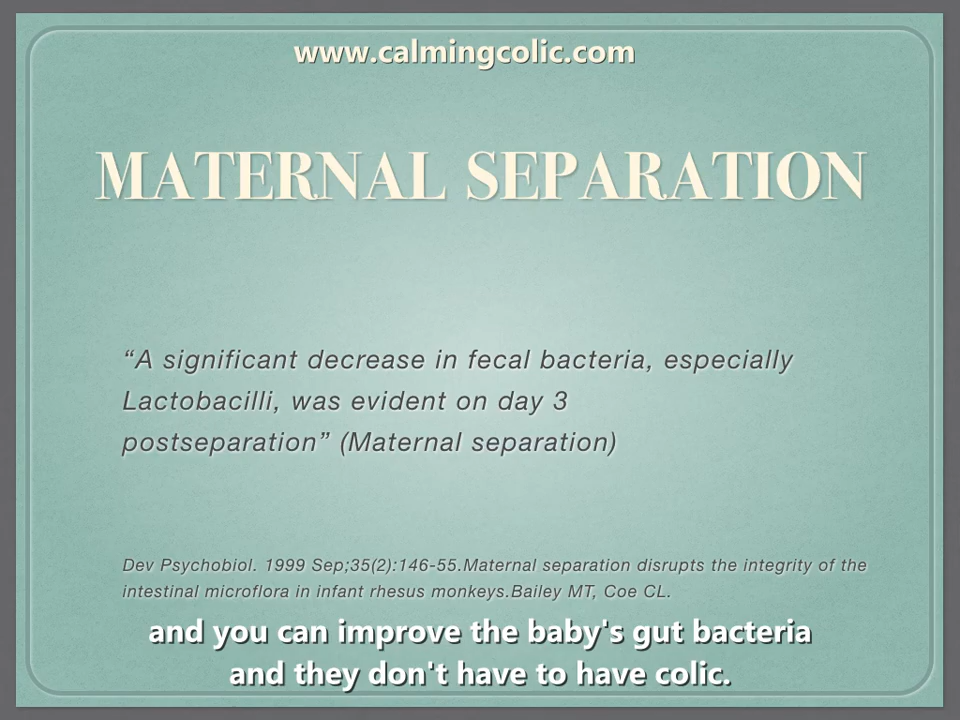 www.calmingcolic.com
MATERNAL SEPARATION
“A significant decrease in fecal bacteria, especially
Lactobacilli, was evident on day 3
postseparation” (Maternal separation)
Dev Psychobiol. 1999 Sep;35(2):146-55.Maternal separation disrupts the integrity of the
intestinal microflora in infant rhesus monkeys.Bailey MT, Coe CL.
and you can improve the baby's gut bacteria
and they don't have to have colic.